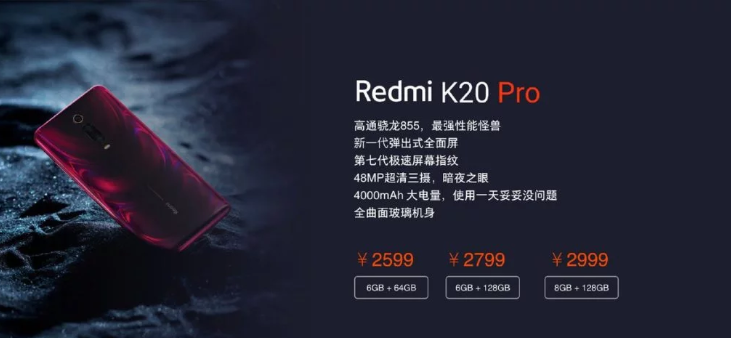 Redmi K20 Pro
高通骁龙855，最强性能怪兽
新一代弹出式全面屏
第七代极速屏幕指纹
48MP超清三摄，暗夜之眼
4000mAh 大电量，使用一天妥妥没问题
全曲面玻璃机身
￥2599 ￥2799 ￥2999
6GB + 64GB 6GB + 128GB 8GB + 128GB